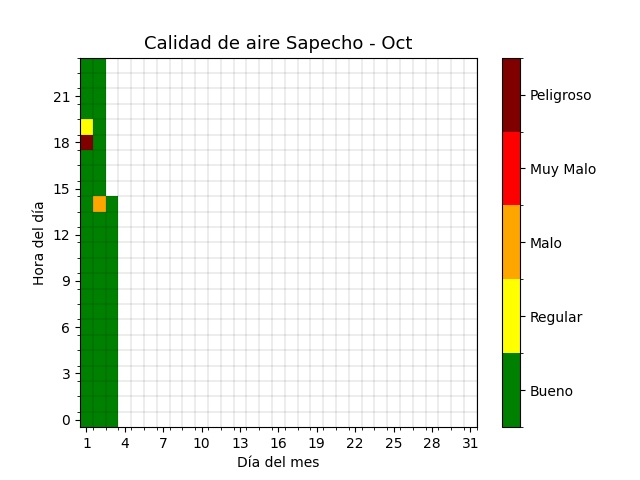 Calidad de aire Sapecho - Oct
Hora del día
21
18
15
12
9
6
3
0
1 4 7 10 13 16 19 22 25 28 31
Día del mes
Peligroso
Muy Malo
Malo
Regular
Bueno